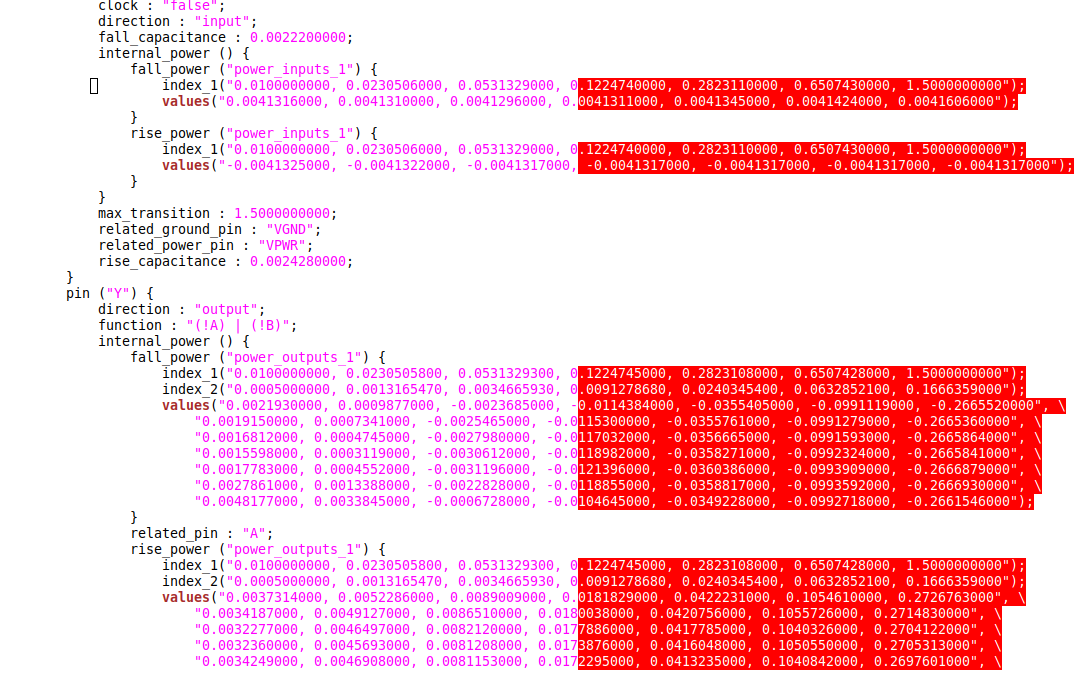 clock : "false";
direction : "input";
fall_capacitance : 0.0022200000;
internal_power () {
fall_power ("power_inputs_1") {
index_1("0.0100000000, 0.0230506000, 0.0531329000, 0.1224740000, 0.2823110000, 0.6507430000, 1.5000000000");
values("0.0041316000, 0.0041310000, 0.0041296000, 0.0041311000, 0.0041345000, 0.0041424000, 0.0041606000");
}
rise_power ("power_inputs_1") {
index_1("0.0100000000, 0.0230506000, 0.0531329000, 0.1224740000, 0.2823110000, 0.6507430000, 1.5000000000");
values("-0.0041325000, -0.0041322000, -0.0041317000, -0.0041317000, -0.0041317000, -0.0041317000, -0.0041317000");
}
}
max_transition : 1.5000000000;
related_ground_pin : "VGND";
related_power_pin : "VPWR";
rise_capacitance : 0.0024280000;
}
pin ("Y") {
direction : "output";
function : "(!A) | (!B)";
internal_power () {
fall_power ("power_outputs_1") {
index_1("0.0100000000, 0.0230505800, 0.0531329300, 0.1224745000, 0.2823108000, 0.6507428000, 1.5000000000");
index_2("0.0005000000, 0.0013165470, 0.0034665930, 0.0091278680, 0.0240345400, 0.0632852100, 0.1666359000");
values("0.0021930000, 0.0009877000, -0.0023685000, -0.0114384000, -0.0355405000, -0.0991119000, -0.2665520000", \
"0.0019150000, 0.0007341000, -0.0025465000, -0.0115300000, -0.0355761000, -0.0991279000, -0.2665360000", \
"0.0016812000, 0.0004745000, -0.0027980000, -0.0117032000, -0.0356665000, -0.0991593000, -0.2665864000", \
"0.0015598000, 0.0003119000, -0.0030612000, -0.0118982000, -0.0358271000, -0.0992324000, -0.2665841000", \
"0.0017783000, 0.0004552000, -0.0031196000, -0.0121396000, -0.0360386000, -0.0993909000, -0.2666879000", \
"0.0027861000, 0.0013388000, -0.0022828000, -0.0118855000, -0.0358817000, -0.0993592000, -0.2666930000", \
"0.0048177000, 0.0033845000, -0.0006728000, -0.0104645000, -0.0349228000, -0.0992718000, -0.2661546000");
}
related_pin : "A";
rise_power ("power_outputs_1") {
index_1("0.0100000000, 0.0230505800, 0.0531329300, 0.1224745000, 0.2823108000, 0.6507428000, 1.5000000000");
index_2("0.0005000000, 0.0013165470, 0.0034665930, 0.0091278680, 0.0240345400, 0.0632852100, 0.1666359000");
values("0.0037314000, 0.0052286000, 0.0089009000, 0.0181829000, 0.0422231000, 0.1054610000, 0.2726763000", \
"0.0034187000, 0.0049127000, 0.0086510000, 0.0180038000, 0.0420756000, 0.1055726000, 0.2714830000", \
"0.0032277000, 0.0046497000, 0.0082120000, 0.0177886000, 0.0417785000, 0.1040326000, 0.2704122000", \
"0.0032360000, 0.0045693000, 0.0081208000, 0.0173876000, 0.0416048000, 0.1050550000, 0.2705313000", \
"0.0034249000, 0.0046908000, 0.0081153000, 0.0172295000, 0.0413235000, 0.1040842000, 0.2697601000", \